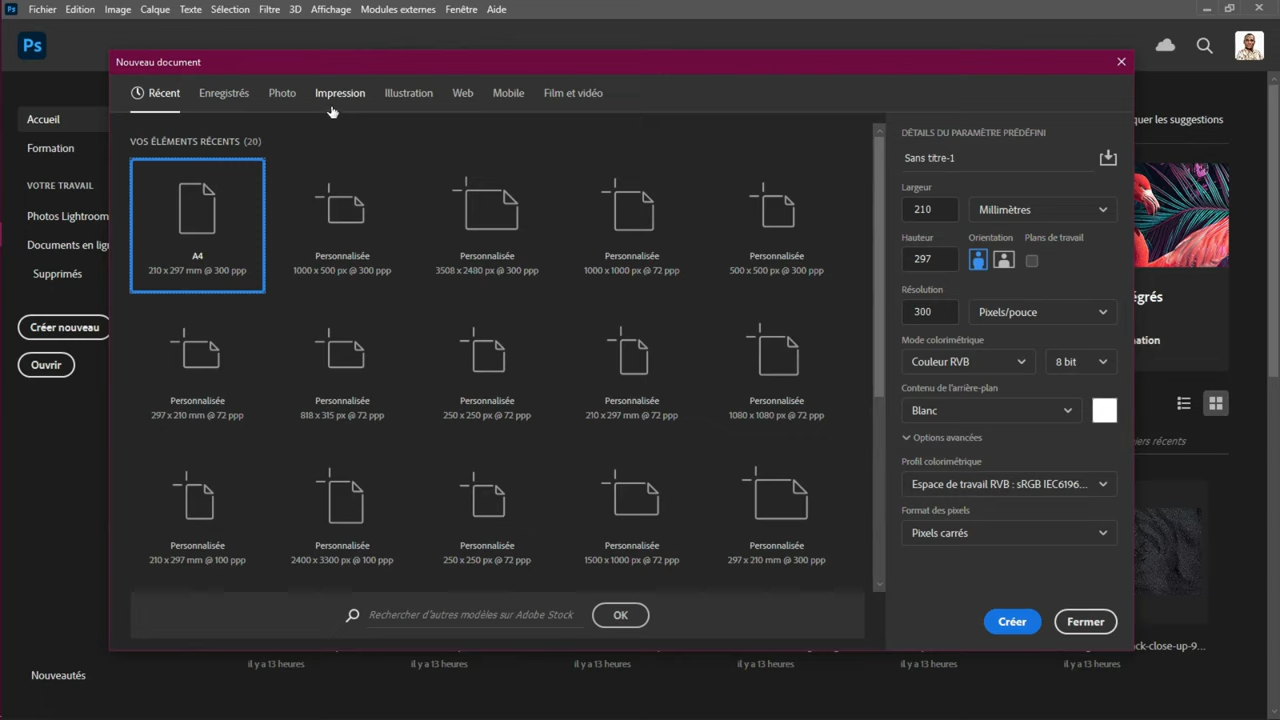 Ps
Fichier Edition Image Calque Texte Sélection Filtre 3D Affichage Modules externes Fenêtre Aide
Ps
Nouveau document
Récent Enregistrés Photo Impression Illustration Web Mobile Film et vidéo
Accueil
Formation
VOTRE TRAVAIL
Photos Lightroom
Documents en lig
Supprimés
Créer nouveau
Ouvrir
Nouveautés
VOS ÉLÉMENTS RÉCENTS (20)
A4
210 x 297 mm @ 300 ppp
Personnalisée
1000 x 500 px @ 300 ppp
Personnalisée
3508 x 2480 px @ 300 ppp
Personnalisée
1000 x 1000 px @ 72 ppp
Personnalisée
500 x 500 px @ 300 ppp
Personnalisée
297 x 210 mm @ 72 ppp
Personnalisée
818 x 315 px @ 72 ppp
Personnalisée
250 x 250 px @ 72 ppp
Personnalisée
210 x 297 mm @ 72 ppp
Personnalisée
1080 x 1080 px @ 72 ppp
Personnalisée
210 x 297 mm @ 100 ppp
Personnalisée
2400 x 3300 px @ 100 ppp
Personnalisée
250 x 250 px @ 72 ppp
Personnalisée
1500 x 1000 px @ 72 ppp
Personnalisée
297 x 210 mm @ 300 ppp
Rechercher d'autres modèles sur Adobe Stock
OK
DÉTAILS DU PARAMÈTRE PRÉDÉFINI
Sans titre-1
Largeur
210 Millimètres
Hauteur Orientation Plans de travail
297
Résolution
300 Pixels/pouce
Mode colorimétrique
Couleur RVB 8 bit
Contenu de l'arrière-plan
Blanc
Options avancées
Profil colorimétrique
Espace de travail RVB : sRGB IEC6196...
Format des pixels
Pixels carrés
Créer Fermer
quer les suggestions
égrés
nation
iers récents
ck-close-up-9...
il y a 13 heures il y a 13 heures il y a 13 heures il y a 13 heures il y a 13 heures il y a 13 heures